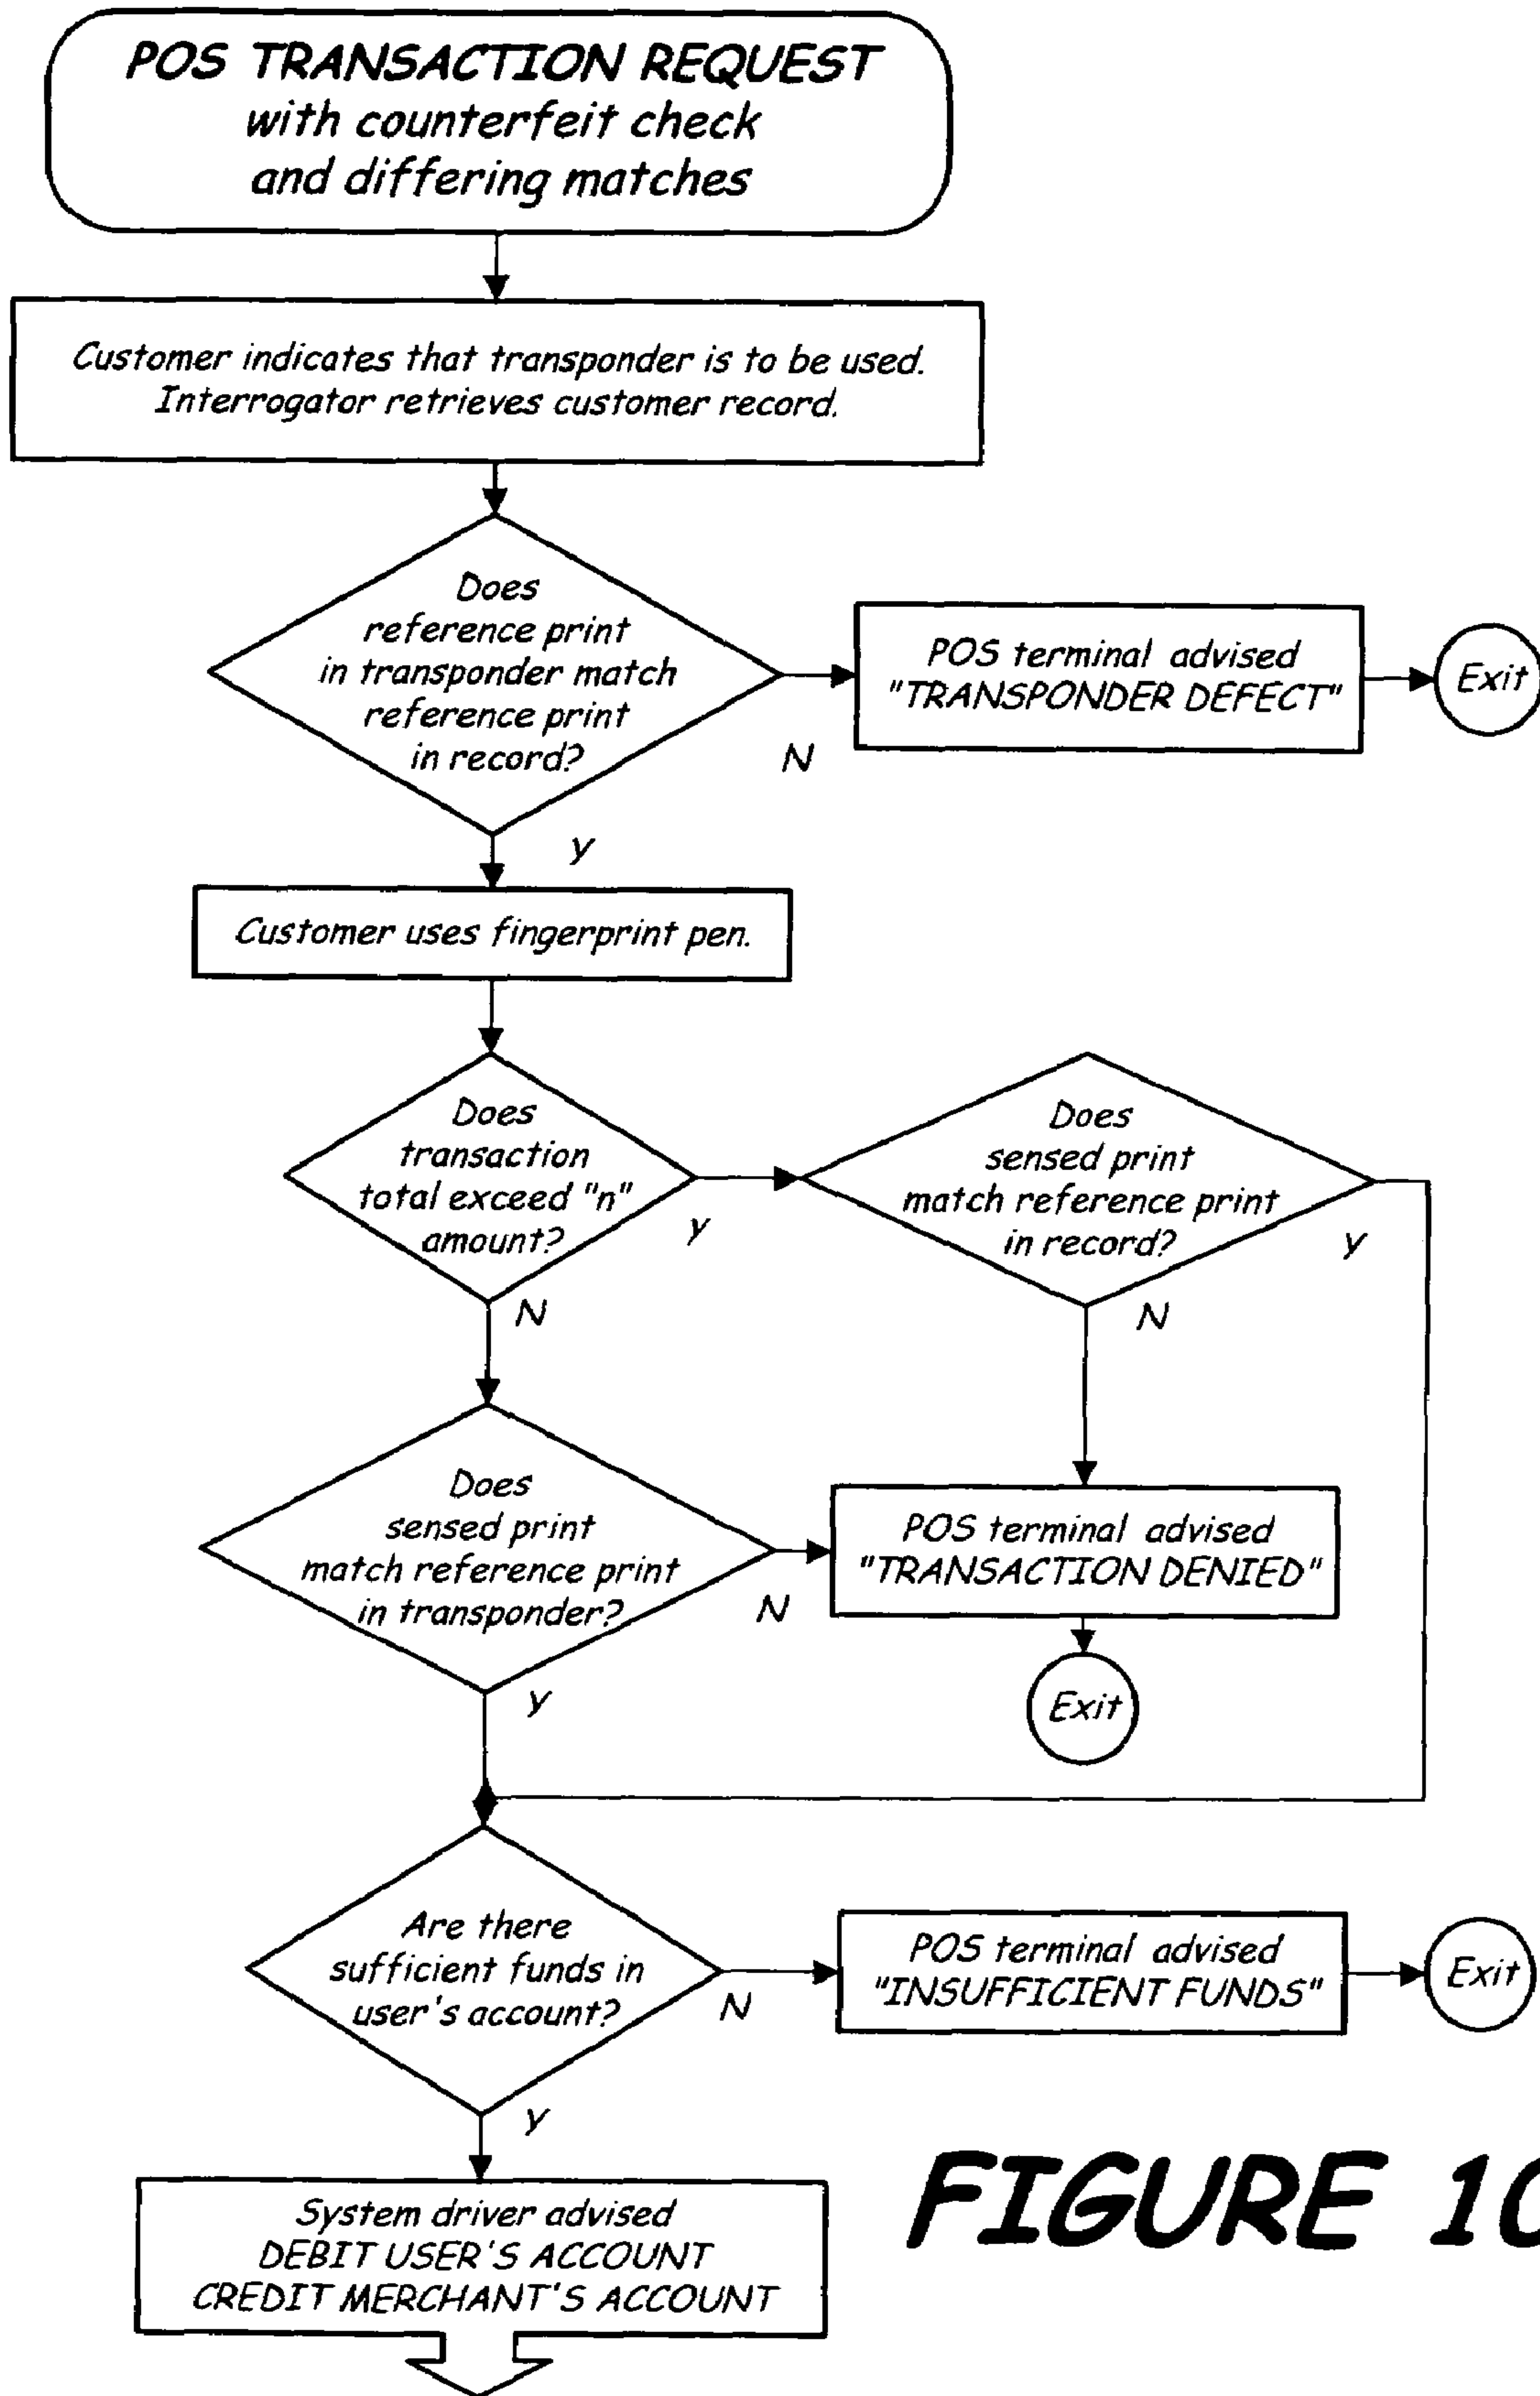 POS TRANSACTION REQUEST
with counterfeit check
and differing matches
Customer indicates that transponder is to be used.
Interrogator retrieves customer record.
Does
reference print
in transponder match
reference print
in record?
N
POS terminal advised
"TRANSPONDER DEFECT"
Exit
y
Customer uses fingerprint pen.
Does
transaction
total exceed "n"
amount?
y
N
Does
sensed print
match reference print
in record?
y
N
Does
sensed print
match reference print
in transponder?
N
y
POS terminal advised
"TRANSACTION DENIED"
Exit
Are there
sufficient funds in
user's account?
N
POS terminal advised
"INSUFFICIENT FUNDS"
Exit
y
System driver advised
DEBIT USER'S ACCOUNT
CREDIT MERCHANT'S ACCOUNT
FIGURE